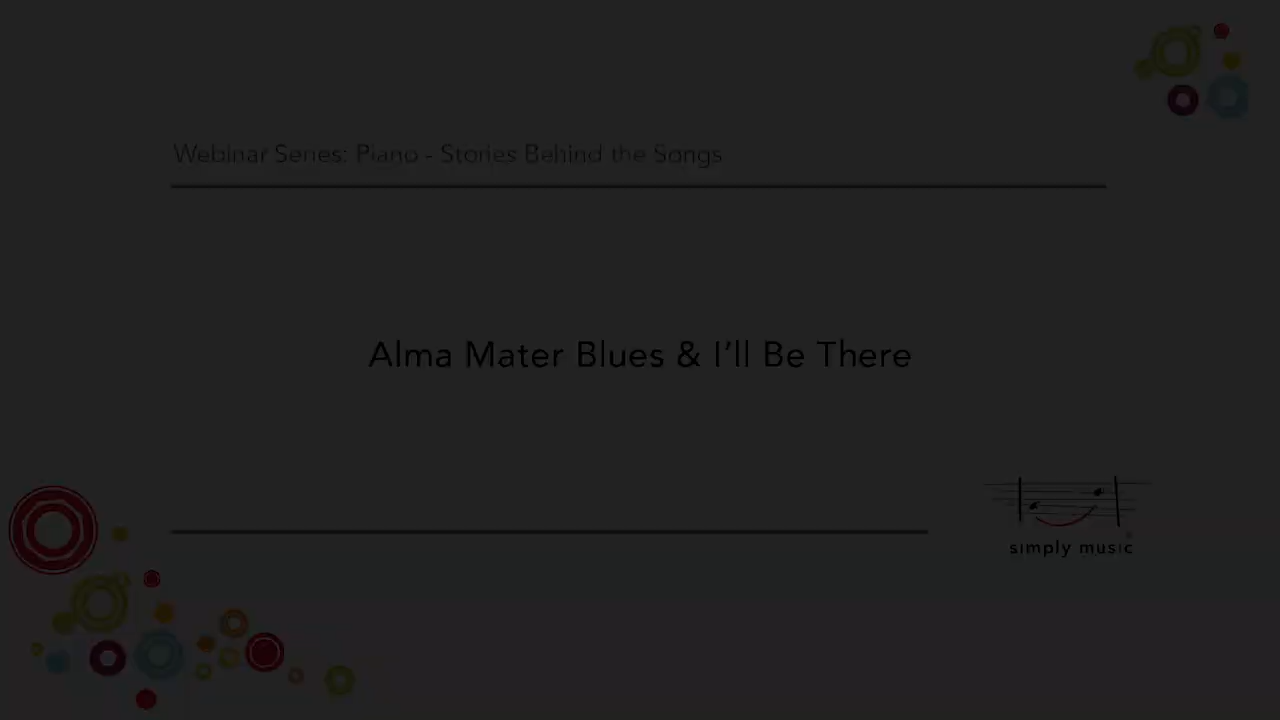 Webinar Series: Piano - Stories Behind the Songs
Alma Mater Blues & I'll Be There
simply music